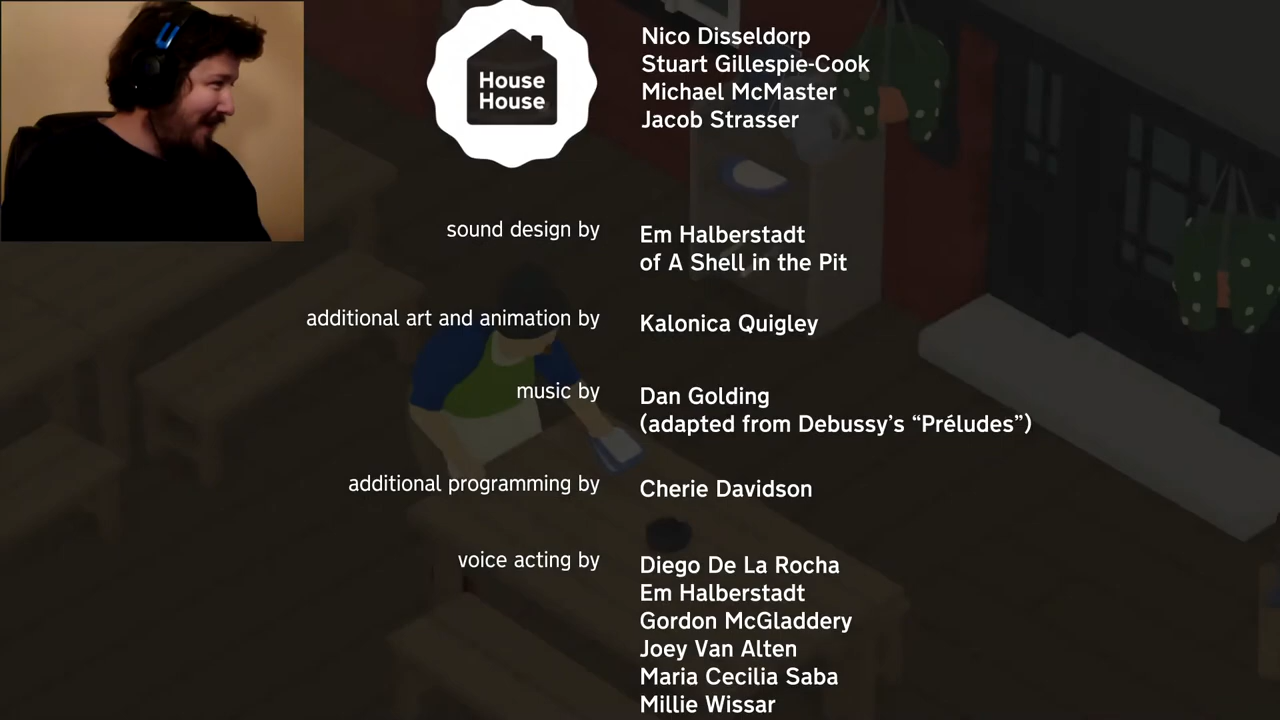 House
House
Nico Disseldorp
Stuart Gillespie-Cook
Michael McMaster
Jacob Strasser
sound design by
Em Halberstadt
of A Shell in the Pit
additional art and animation by
Kalonica Quigley
music by
Dan Golding
(adapted from Debussy’s “Préludes”)
additional programming by
Cherie Davidson
voice acting by
Diego De La Rocha
Em Halberstadt
Gordon McGladdery
Joey Van Alten
Maria Cecilia Saba
Millie Wissar